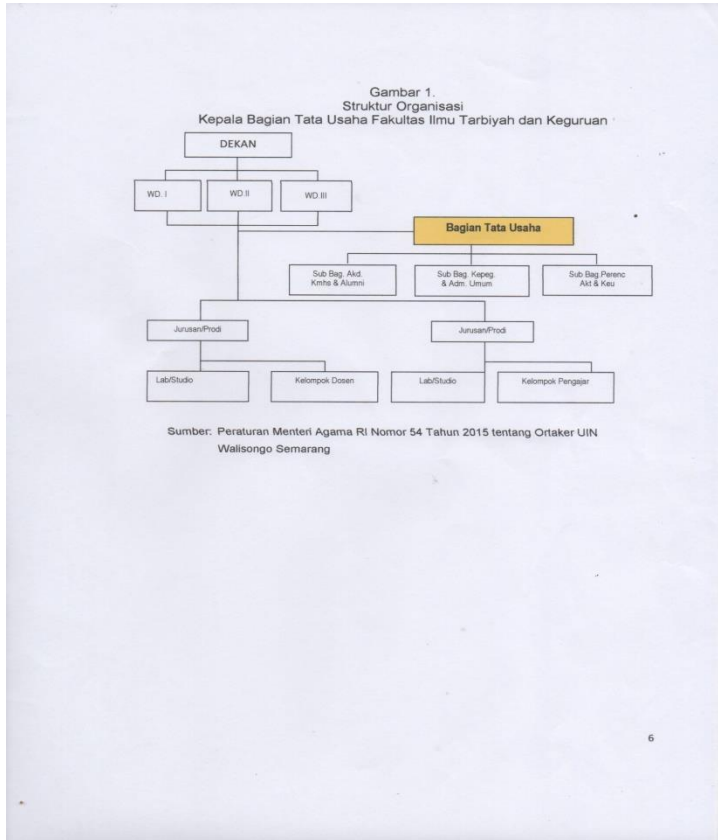 Gambar 1.
Struktur Organisasi
Kepala Bagian Tata Usaha Fakultas Ilmu Tarbiyah dan Keguruan
DEKAN
WD. I
WD.II
WD.III
Bagian Tata Usaha
Sub Bag. Akd.
Kmhs & Alumni
Sub Bag. Kepeg.
& Adm. Umum
Sub Bag.Perenc
Akt & Keu
Jurusan/Prodi
Jurusan/Prodi
Lab/Studio
Kelompok Dosen
Lab/Studio
Kelompok Pengajar
Sumber: Peraturan Menteri Agama RI Nomor 54 Tahun 2015 tentang Ortaker UIN
Walisongo Semarang
6